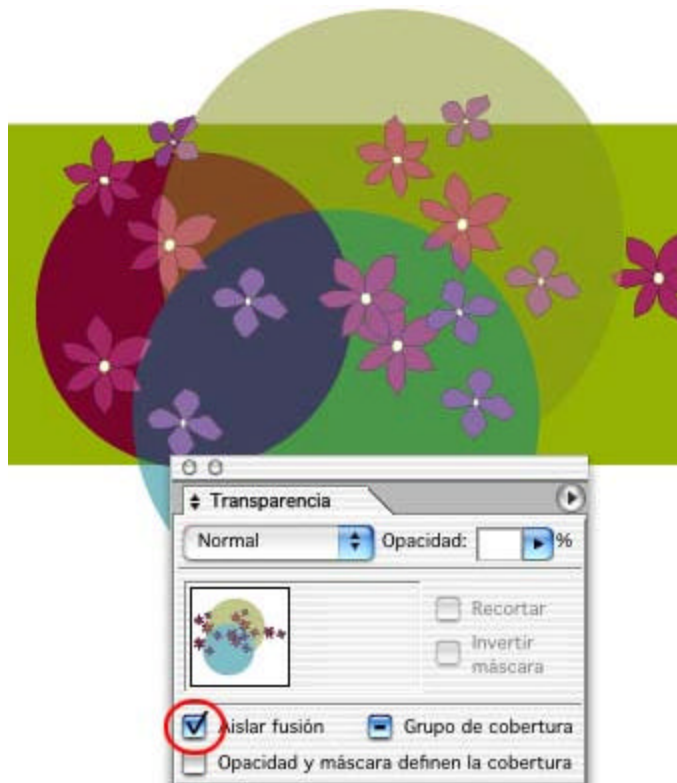 Transparencia
Normal Opacidad: %
Recortar
Invertir
máscara
Aislar fusión Grupo de cobertura
Opacidad y máscara definen la cobertura